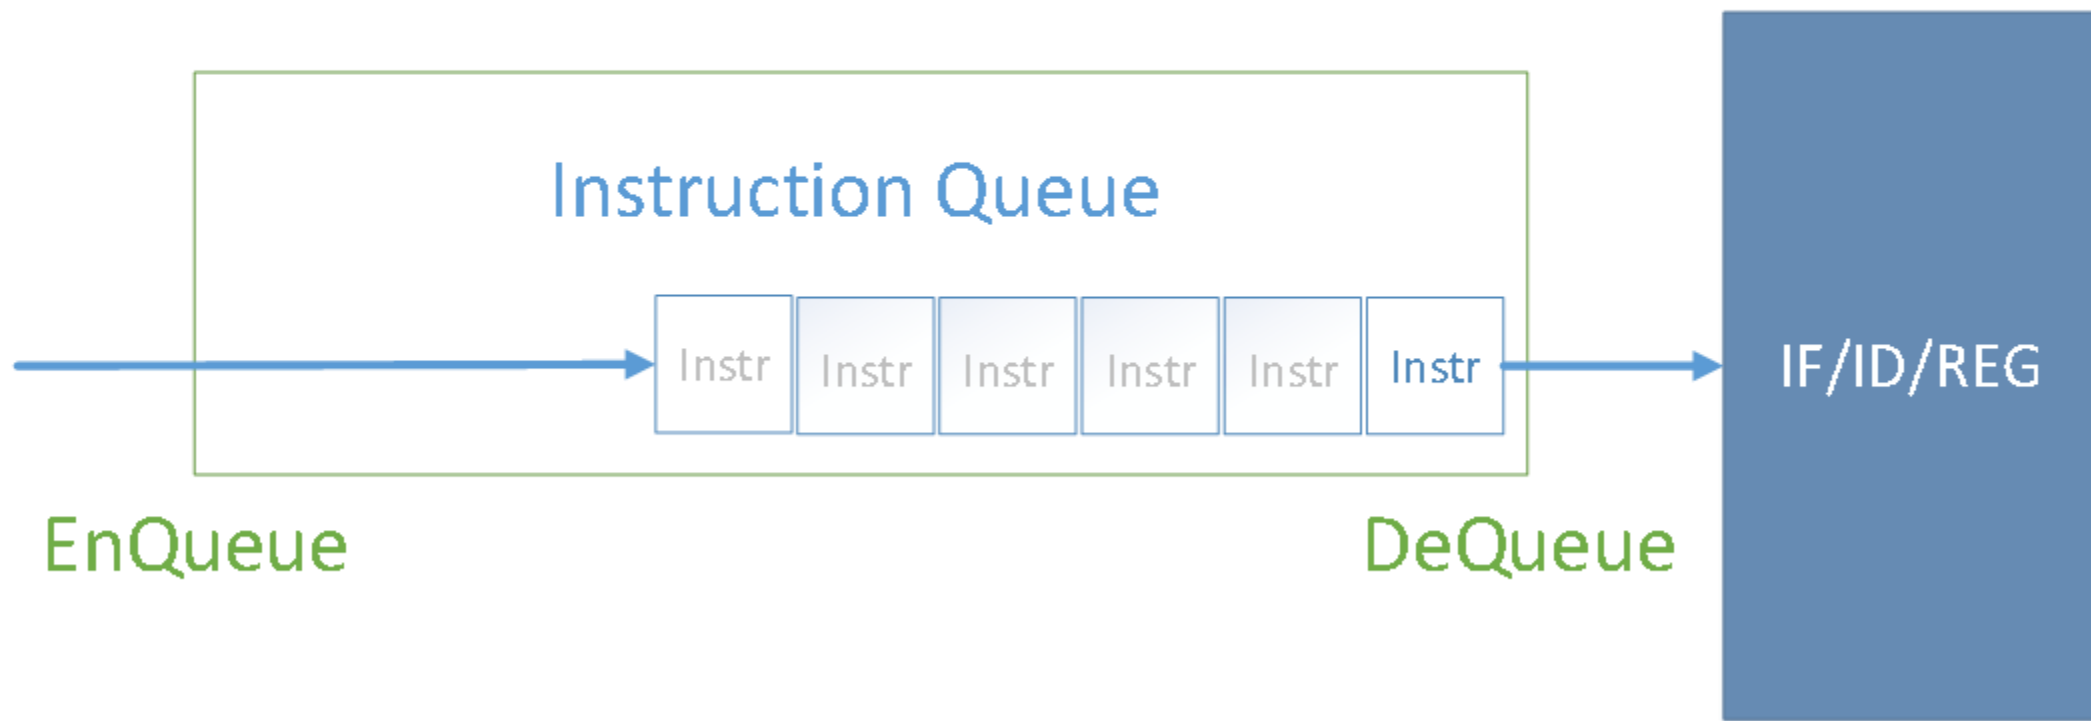 Instruction Queue
Instr Instr Instr Instr Instr Instr
IF/ID/REG
EnQueue
DeQueue